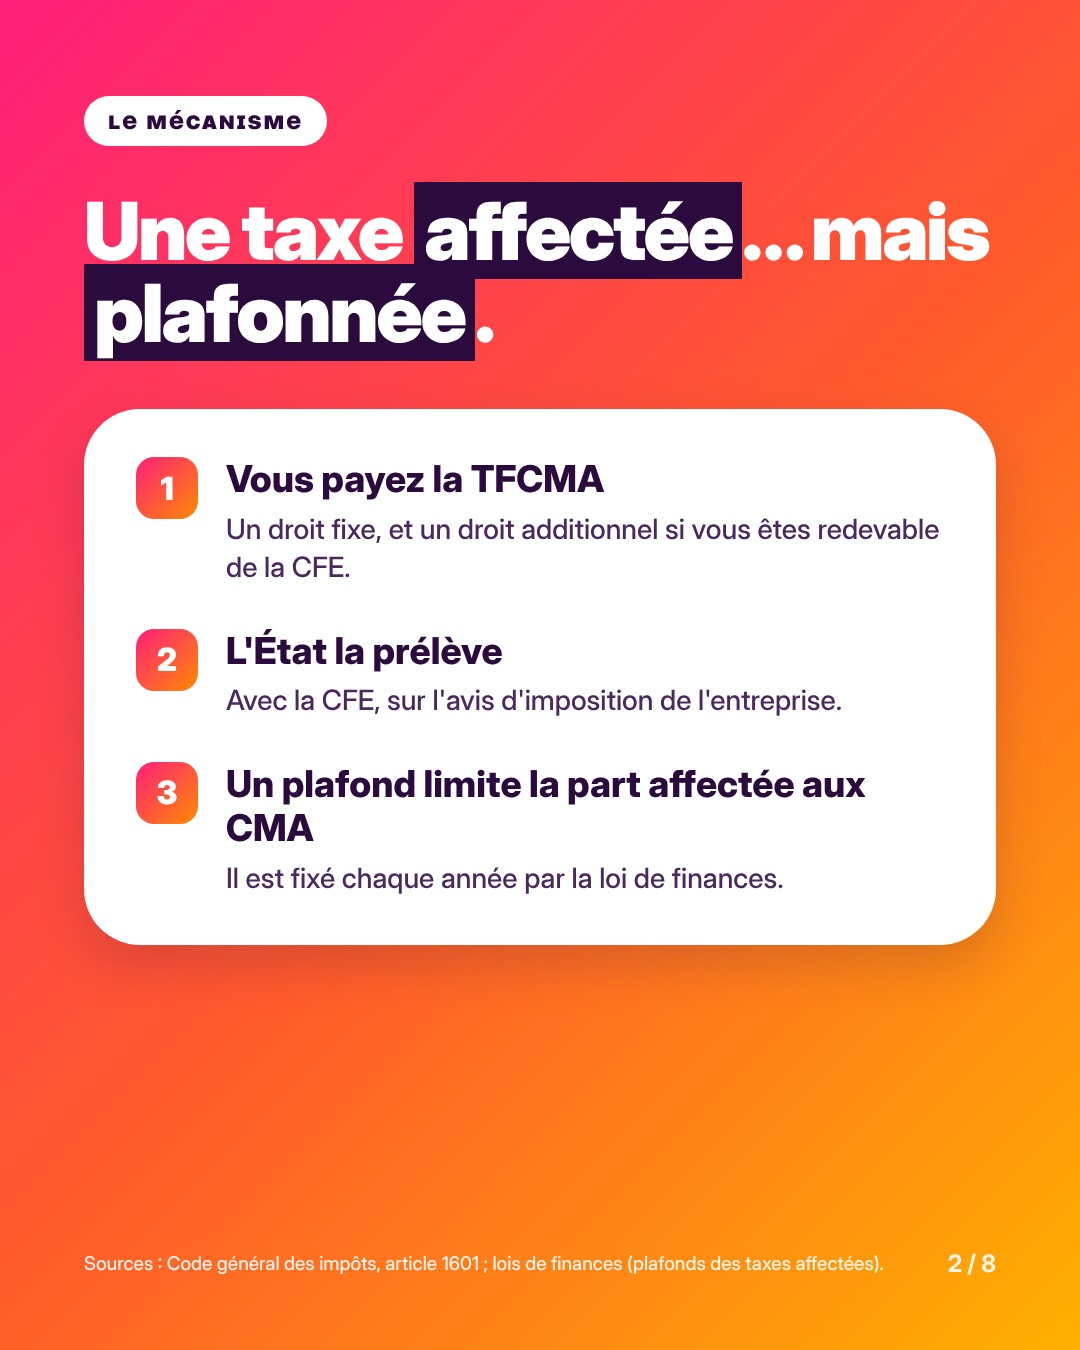 Le MéCANISMe
Une taxe affectée... mais
plafonnée.
1
Vous payez la TFCMA
Un droit fixe, et un droit additionnel si vous êtes redevable
de la CFE.
2
L'État la prélève
Avec la CFE, sur l'avis d'imposition de l'entreprise.
3
Un plafond limite la part affectée aux
CMA
Il est fixé chaque année par la loi de finances.
Sources : Code général des impôts, article 1601 ; lois de finances (plafonds des taxes affectées).
2 / 8